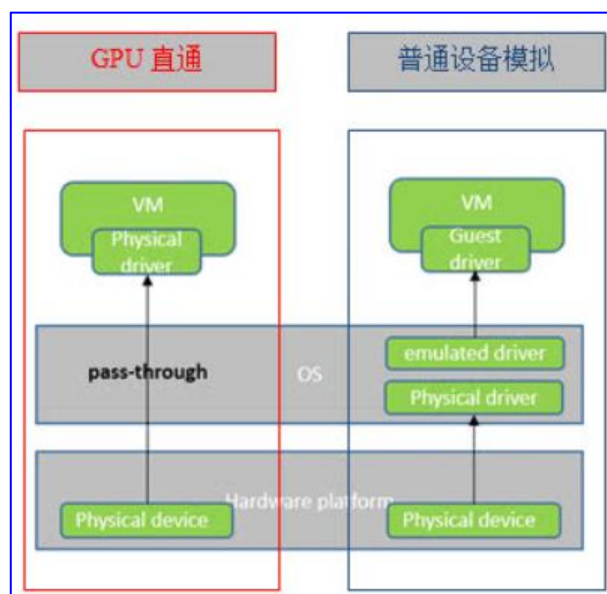 GPU 直通
普通设备模拟
VM
Physical
driver
VM
Guest
driver
pass-through
OS
emulated driver
Physical driver
Hardware platform
Physical device
Physical device